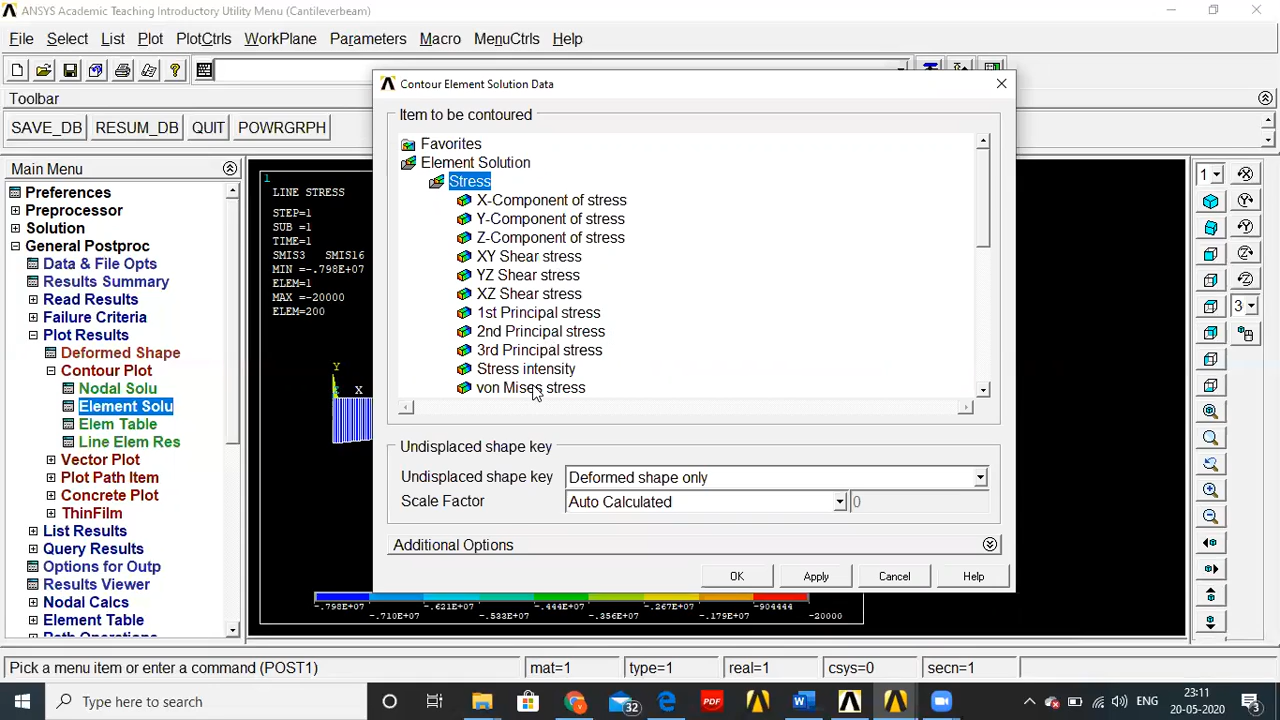 ANSYS Academic Teaching Introductory Utility Menu (Cantileverbeam)
File Select List Plot PlotCtrls WorkPlane Parameters Macro MenuCtrls Help
Toolbar
SAVE_DB RESUM_DB QUIT POWRGRPH
Main Menu
Preferences
Preprocessor
Solution
General Postproc
Data & File Opts
Results Summary
Read Results
Failure Criteria
Plot Results
Deformed Shape
Contour Plot
Nodal Solu
Element Solu
Elem Table
Line Elem Res
Vector Plot
Plot Path Item
Concrete Plot
ThinFilm
List Results
Query Results
Options for Outp
Results Viewer
Nodal Calcs
Element Table
Path Operations
1
LINE STRESS
STEP=1
SUB =1
TIME=1
SMIS3 SMIS16
MIN =-.798E+07
ELEM=1
MAX =-20000
ELEM=200
Y
X
Contour Element Solution Data
Item to be contoured
Favorites
Element Solution
Stress
X-Component of stress
Y-Component of stress
Z-Component of stress
XY Shear stress
YZ Shear stress
XZ Shear stress
1st Principal stress
2nd Principal stress
3rd Principal stress
Stress intensity
von Mises stress
Undisplaced shape key
Undisplaced shape key Deformed shape only
Scale Factor Auto Calculated 0
Additional Options
OK Apply Cancel Help
-.798E+07 -.621E+07 -.444E+07 -.267E+07 -904444
-.710E+07 -.533E+07 -.356E+07 -.179E+07 -20000
1
3
Pick a menu item or enter a command (POST1) mat=1 type=1 real=1 csys=0 secn=1
Type here to search
32
PDF
ENG
23:11
20-05-2020
3